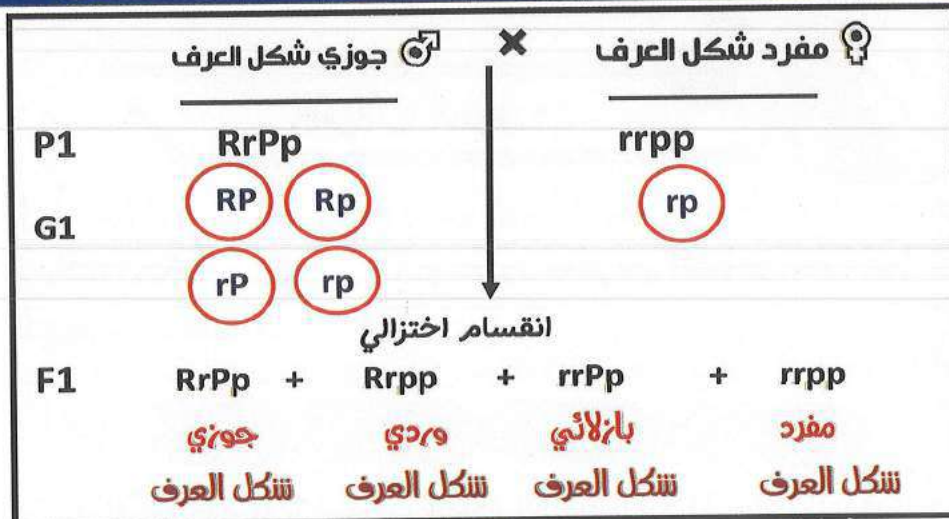 مفرد شكل العرف × جوزي شكل العرف
P1 RrPp rrpp
G1 RP Rp rp
rP rp
انقسام اختزالي
F1 RrPp + Rrpp + rrPp + rrpp
جوزي وردي بازلائي مفرد
شكل العرف شكل العرف شكل العرف شكل العرف